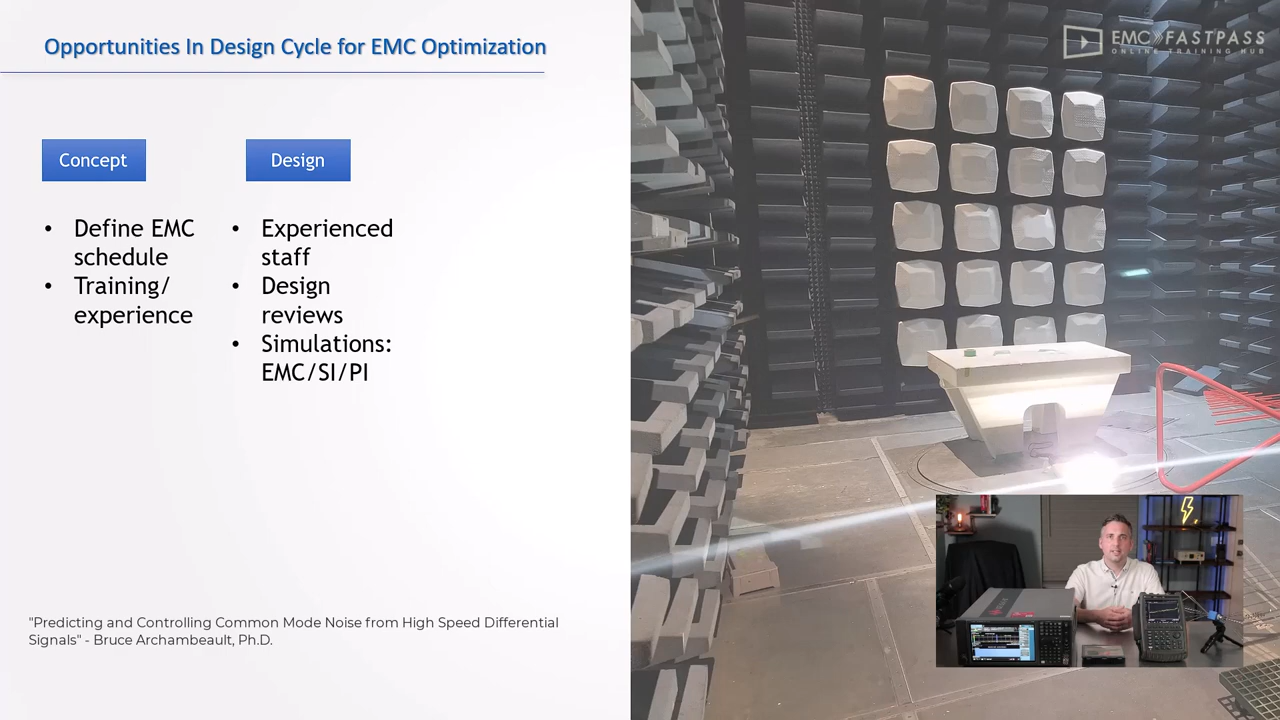 Opportunities In Design Cycle for EMC Optimization
EMC FASTPASS
ONLINE TRAINING HUB
Concept
Design
• Define EMC
schedule
• Training/
experience
• Experienced
staff
• Design
reviews
• Simulations:
EMC/SI/PI
"Predicting and Controlling Common Mode Noise from High Speed Differential
Signals" - Bruce Archambeault, Ph.D.